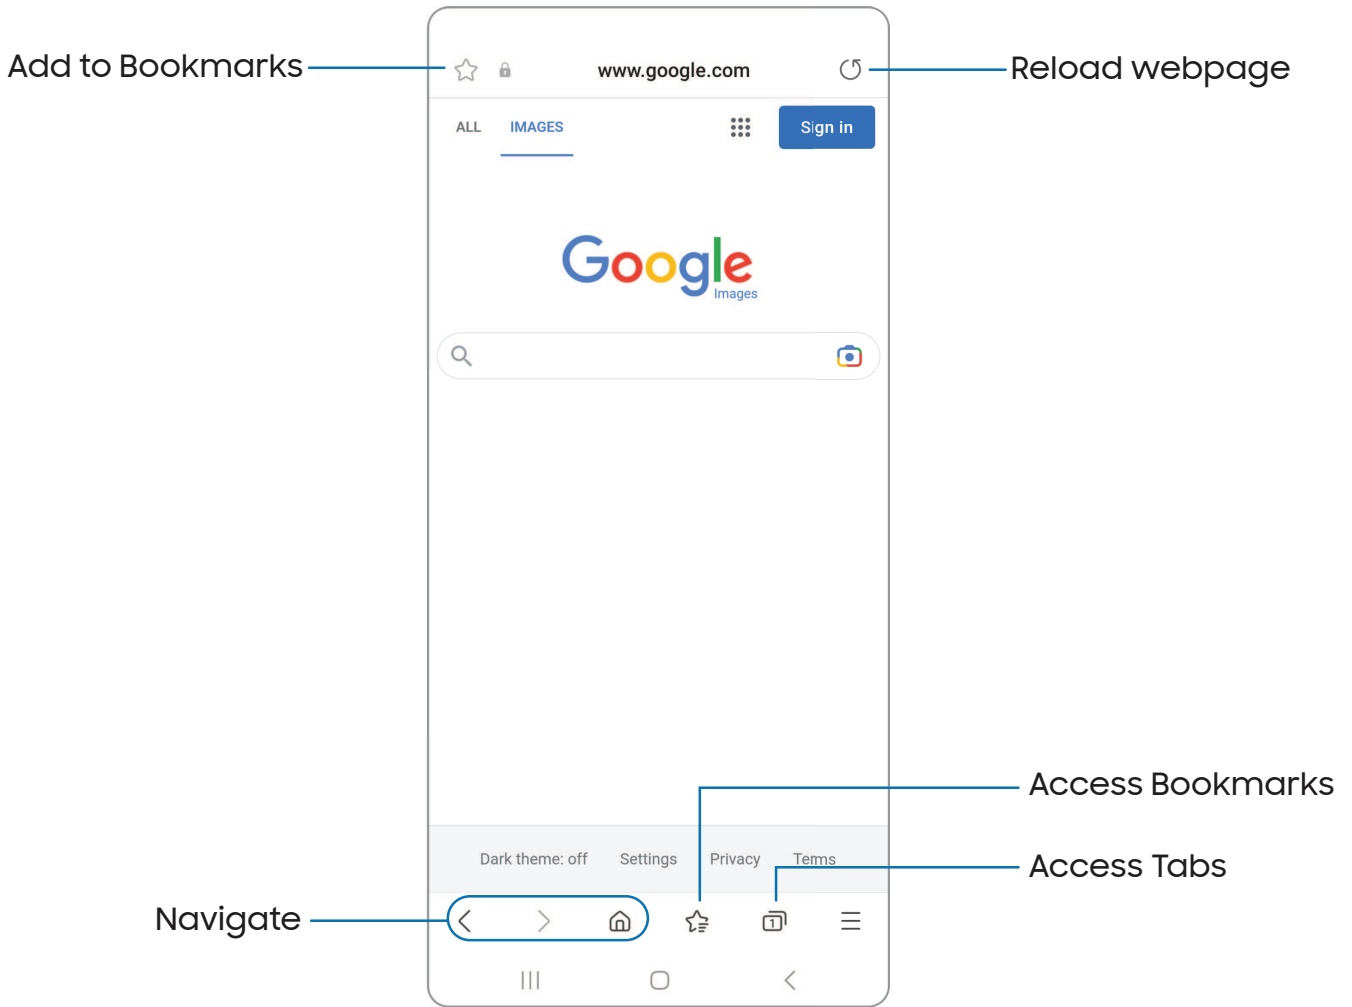 Add to Bookmarks
www.google.com
Reload webpage
ALL IMAGES
Sign in
Google
Images
Access Bookmarks
Dark theme: off Settings Privacy Terms
Access Tabs
Navigate
1